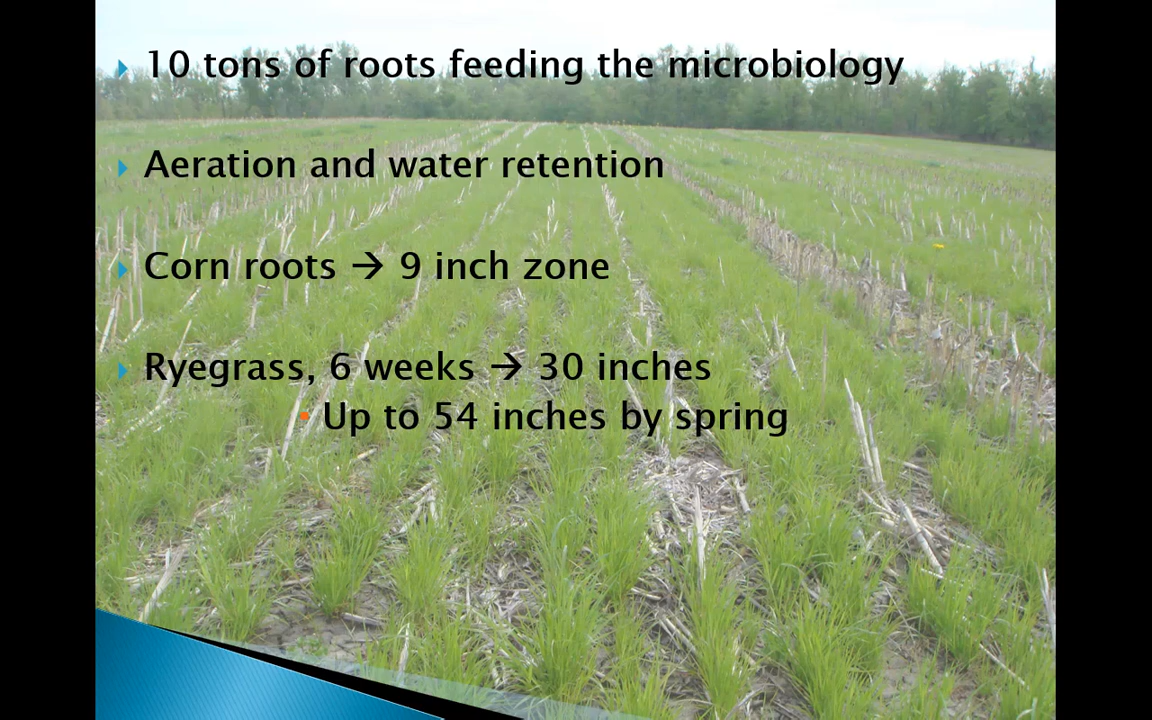 10 tons of roots feeding the microbiology
Aeration and water retention
Corn roots → 9 inch zone
Ryegrass, 6 weeks → 30 inches
Up to 54 inches by spring